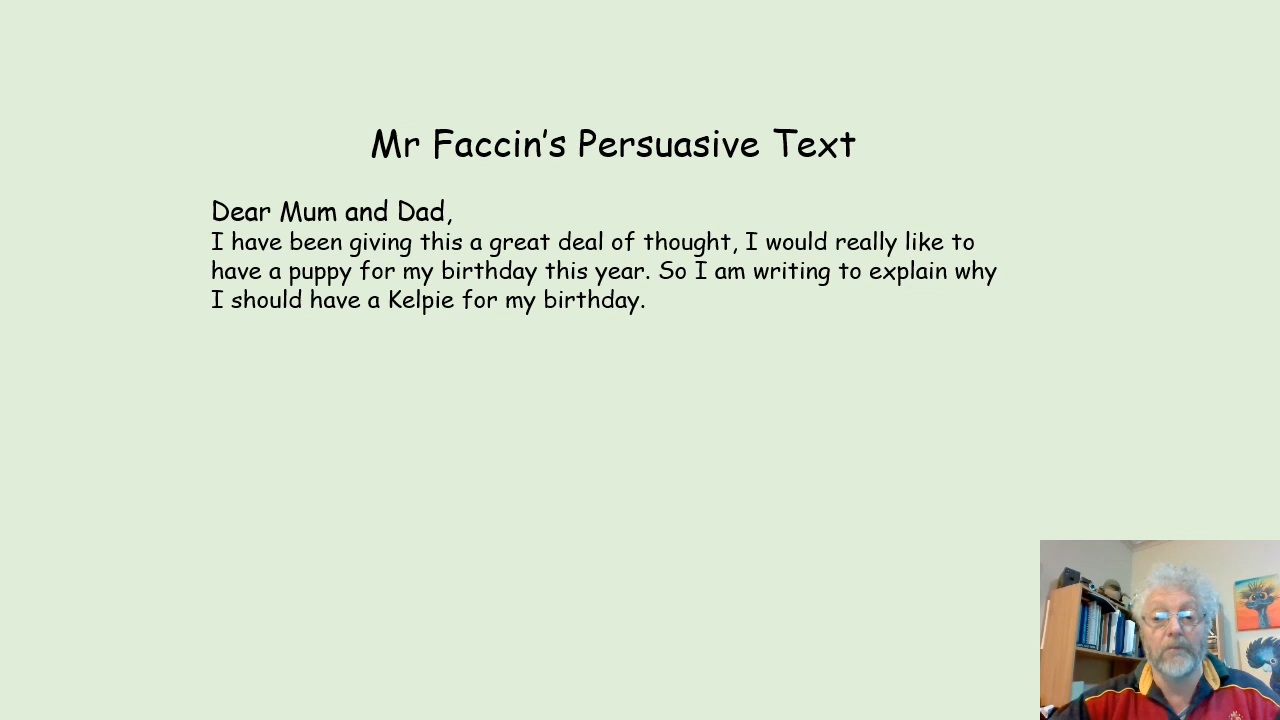 Mr Faccin’s Persuasive Text
Dear Mum and Dad,
I have been giving this a great deal of thought, I would really like to
have a puppy for my birthday this year. So I am writing to explain why
I should have a Kelpie for my birthday.